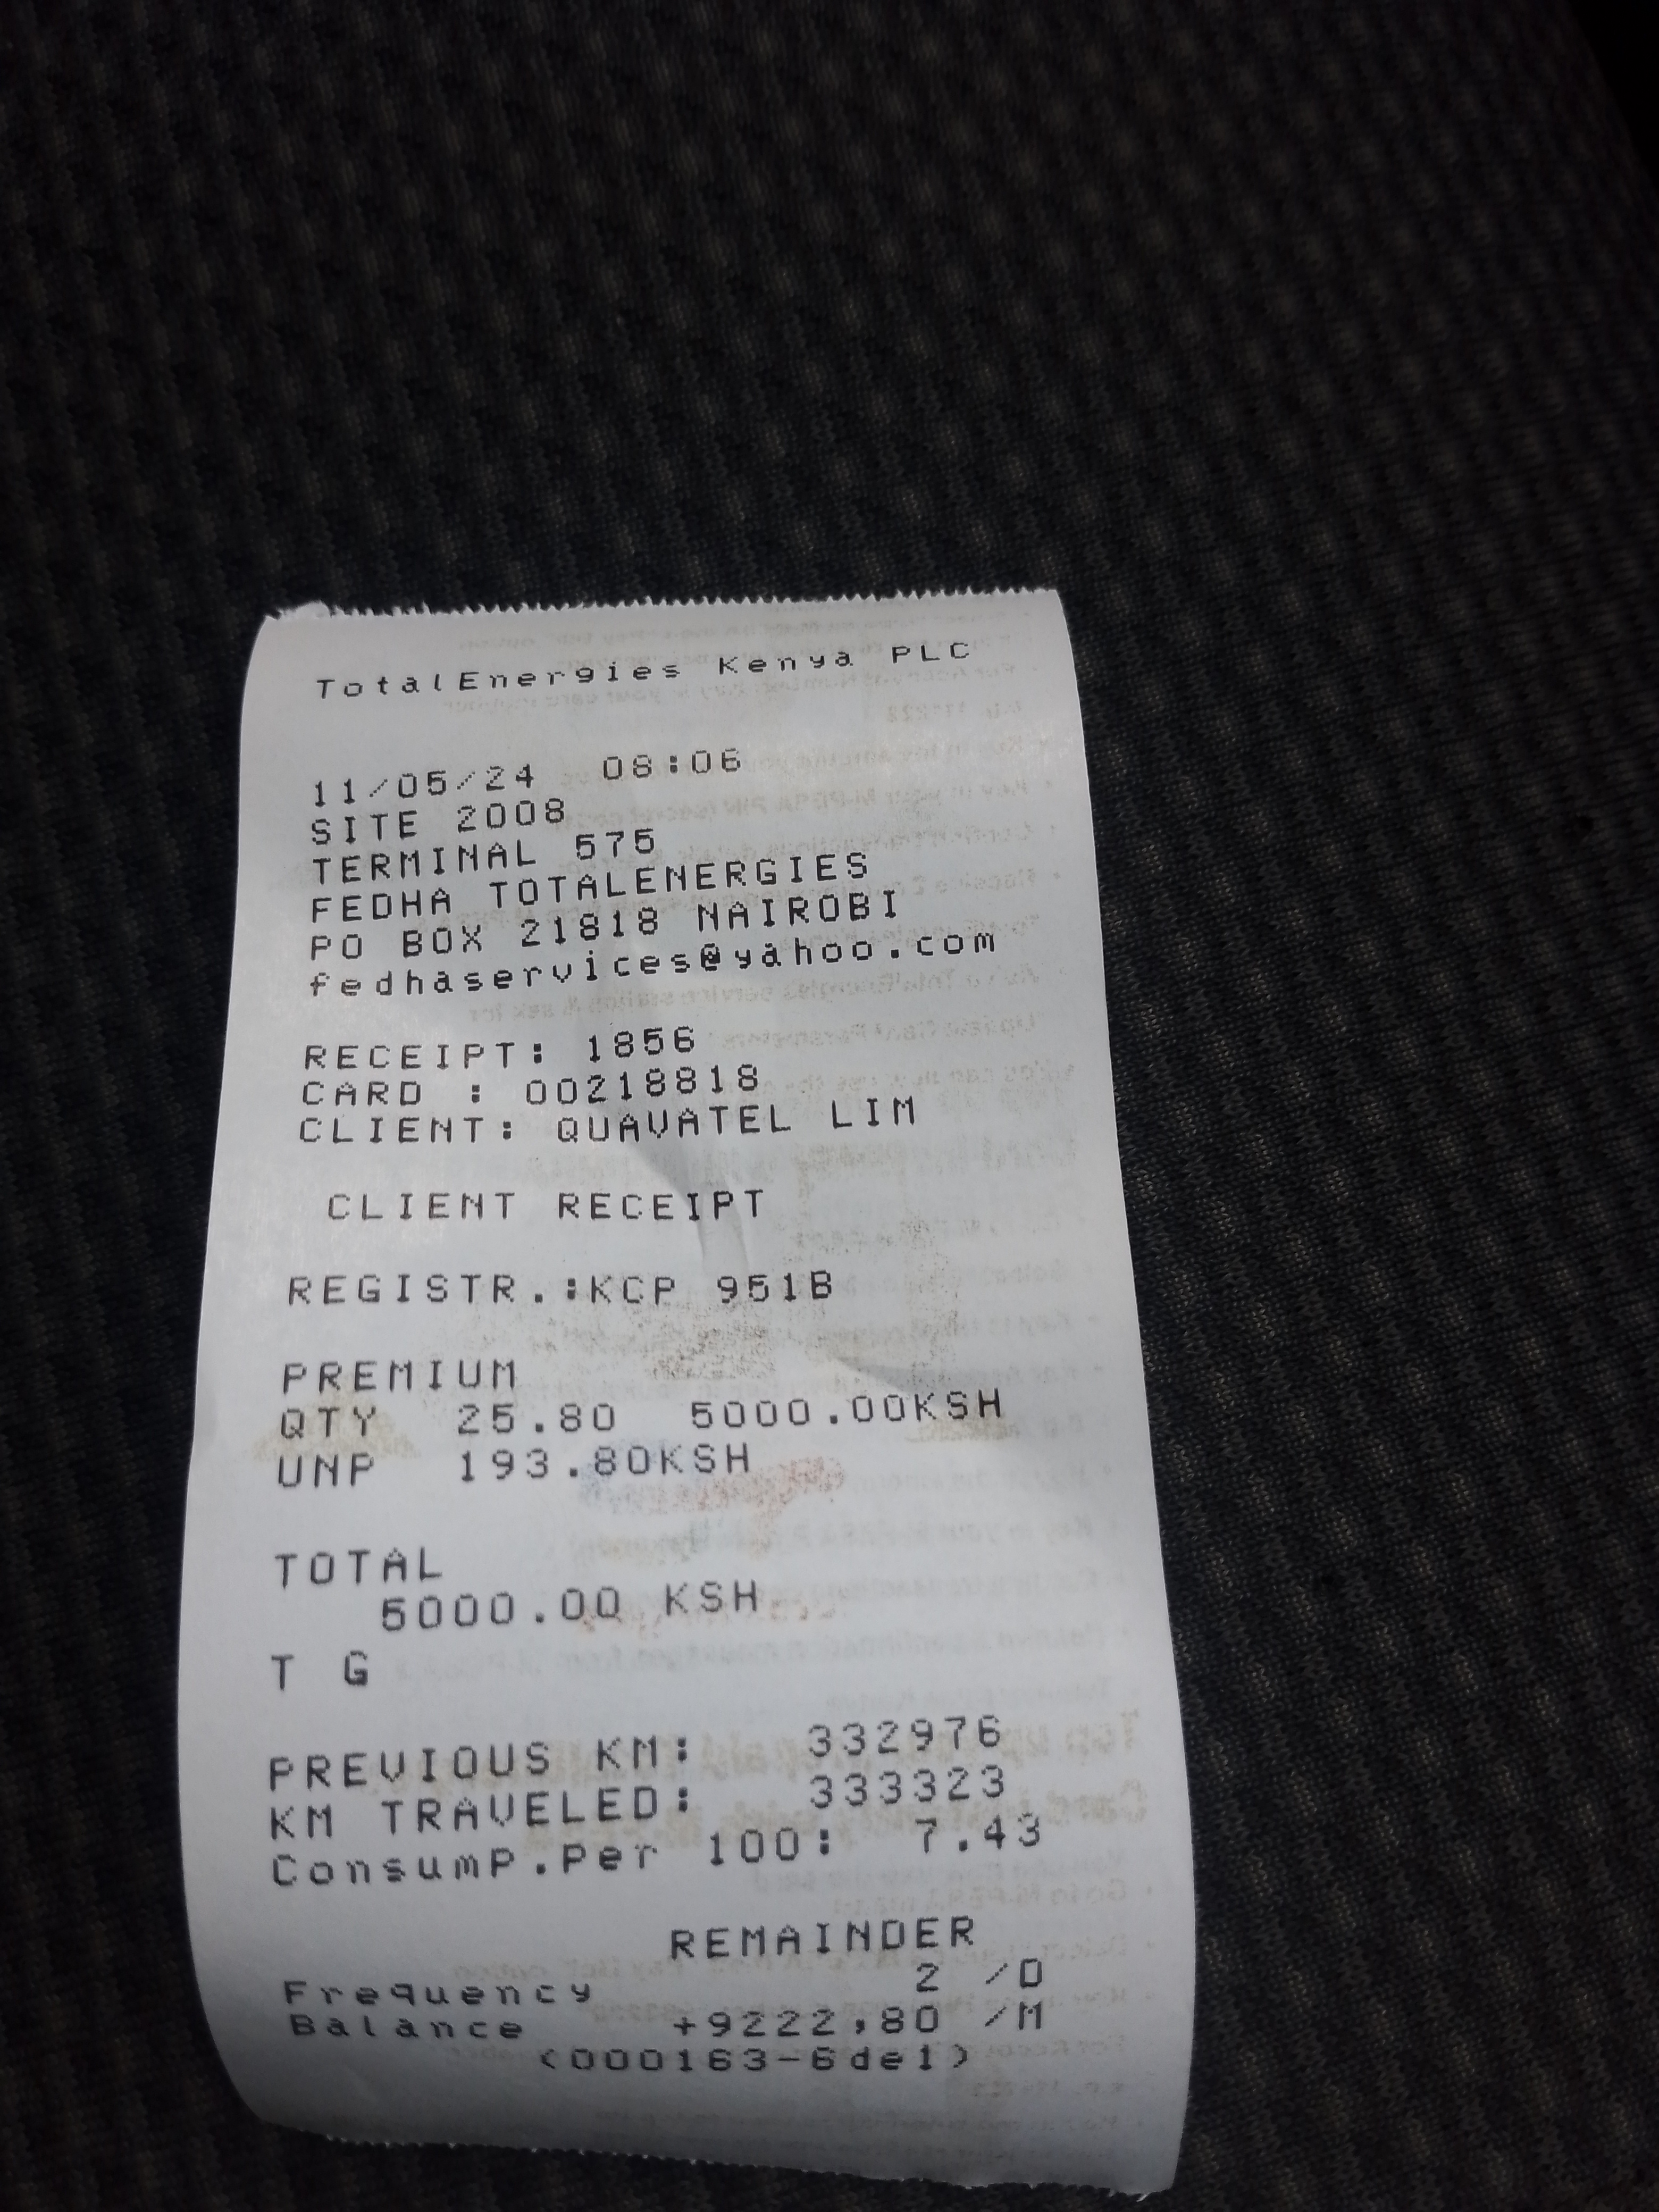 TotalEnergies Kenya PLC
11/05/24 08:06
SITE 2008
TERMINAL 575
FEDHA TOTALENERGIES
PO BOX 21818 NAIROBI
fedhaservices@yahoo.com
RECEIPT: 1856
CARD : 00218818
CLIENT: QUAVATEL LIM
CLIENT RECEIPT
REGISTR.:KCP 951B
PREMIUM
QTY 25.80 5000.00KSH
UNP 193.80KSH
TOTAL
5000.00 KSH
T G
PREVIOUS KM: 332976
KM TRAVELED: 333323
Consump.Per 100: 7.43
REMAINDER
Frequency 2 /D
Balance +9222,80 /M
(000163-6de1)